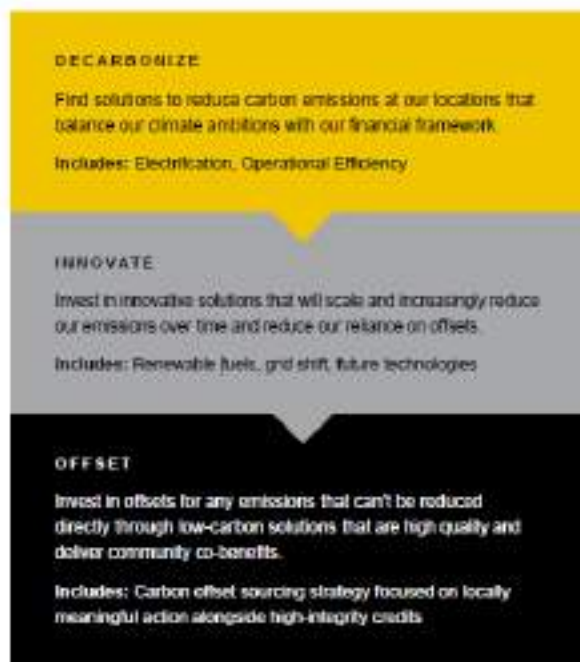 DECARBONIZE
Find solutions to reduce carbon emissions at our locations that
balance our climate ambitions with our financial framework
Includes: Electrification, Operational Efficiency
INNOVATE
Invest in innovative solutions that will scale and increasingly reduce
our emissions over time and reduce our reliance on offsets.
Includes: Renewable fuels, grid shift, future technologies
OFFSET
Invest in offsets for any emissions that can't be reduced
directly through low-carbon solutions that are high quality and
deliver community co-benefits.
Includes: Carbon offset sourcing strategy focused on locally
meaningful action alongside high-integrity credits